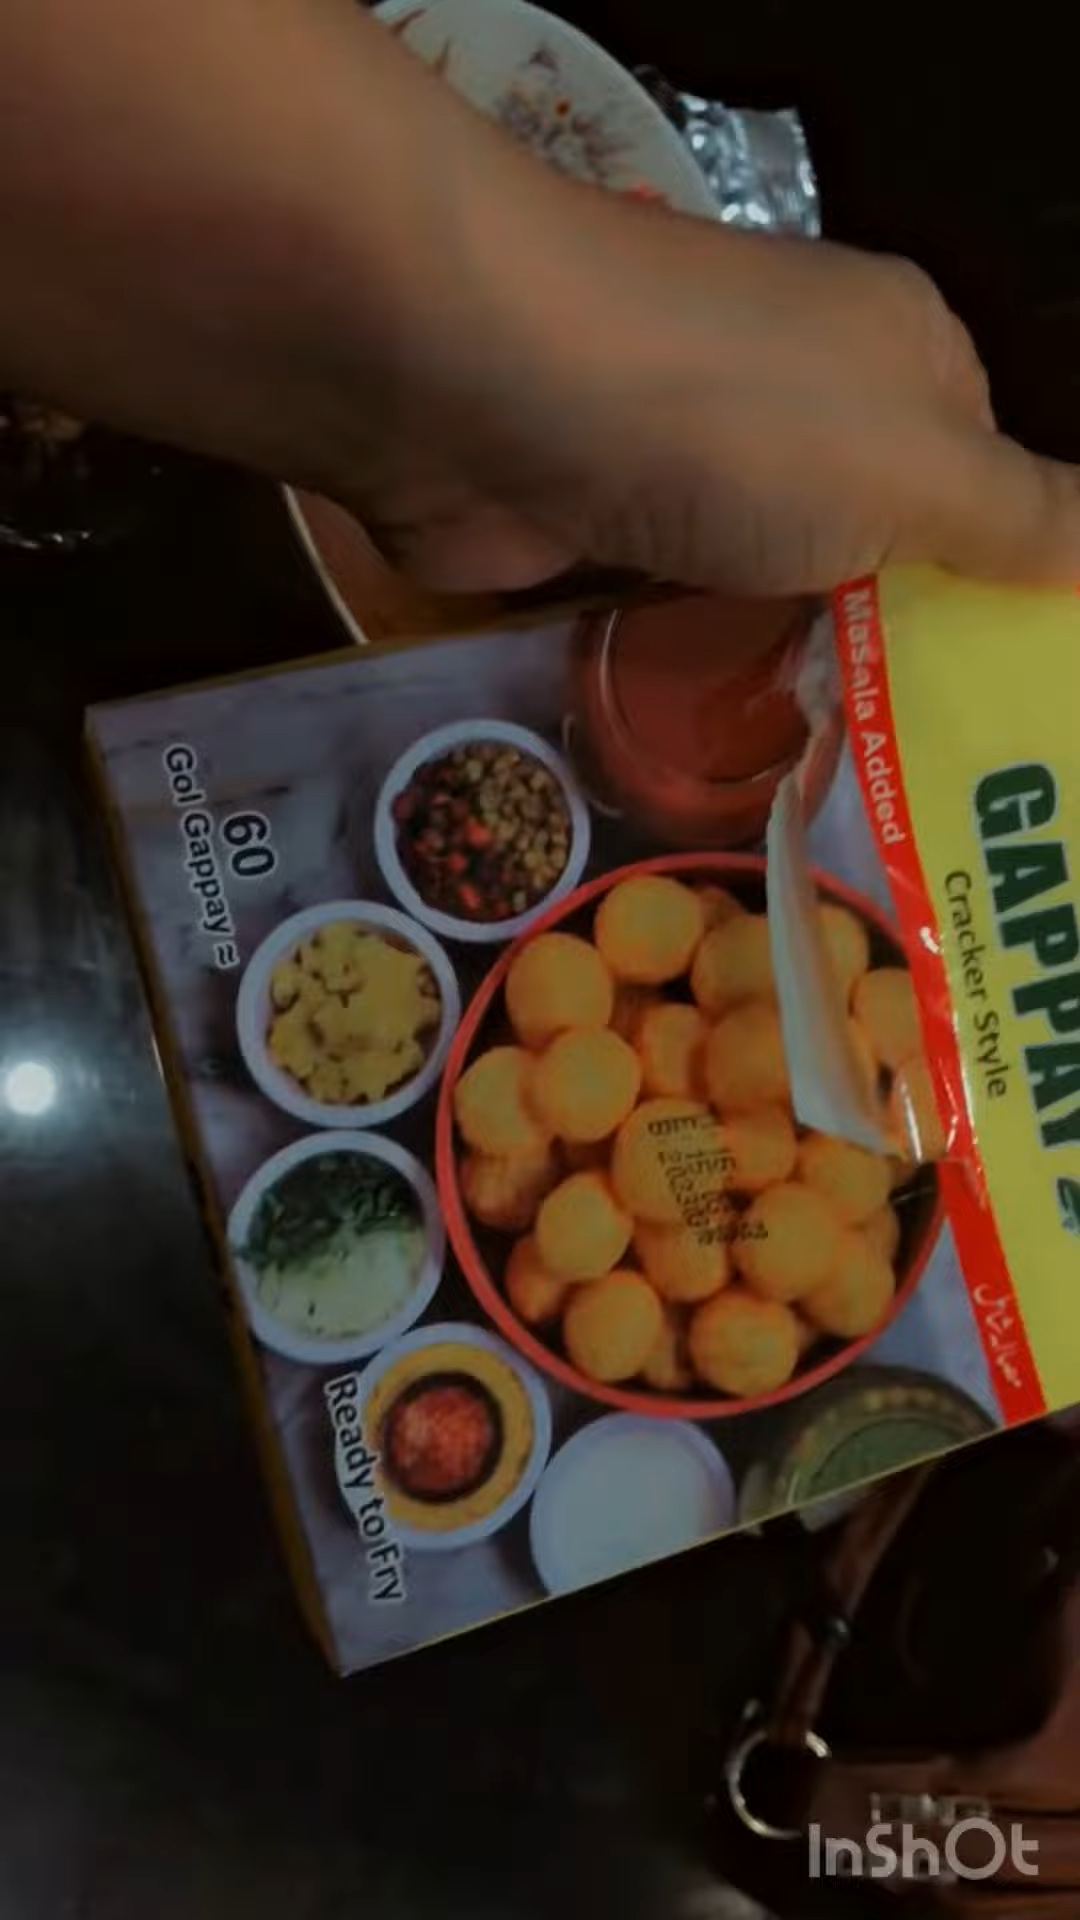 GAPPAY
Cracker Style
Masala Added
60
Gol Gappay ≈
Ready to Fry
InShOt